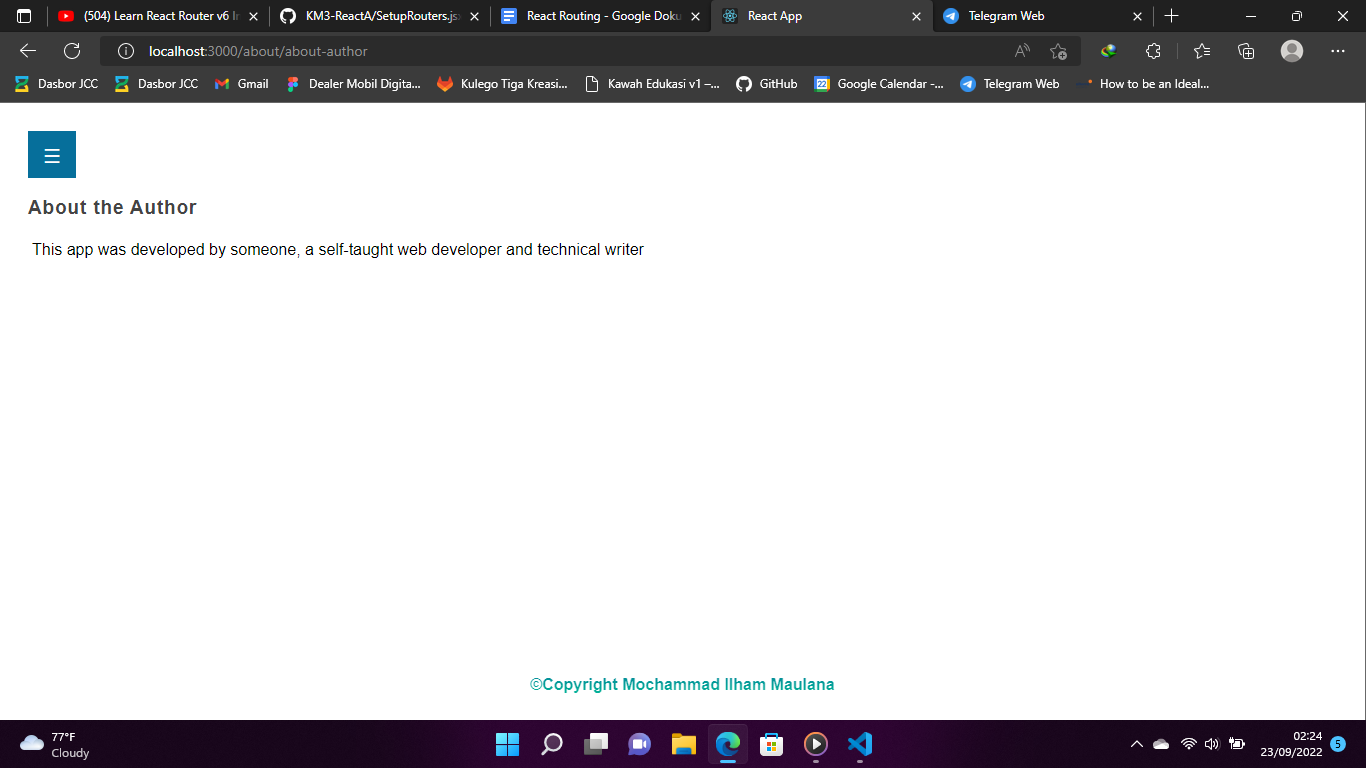 (504) Learn React Router v6 In
KM3-ReactA/SetupRouters.jsx
React Routing - Google Doku
React App
Telegram Web
localhost:3000/about/about-author
Dasbor JCC
Dasbor JCC
Gmail
Dealer Mobil Digita...
Kulego Tiga Kreasi...
Kawah Edukasi v1 –...
GitHub
22
Google Calendar -...
Telegram Web
How to be an Ideal...
About the Author
This app was developed by someone, a self-taught web developer and technical writer
©Copyright Mochammad Ilham Maulana
77°F
Cloudy
02:24
23/09/2022
5